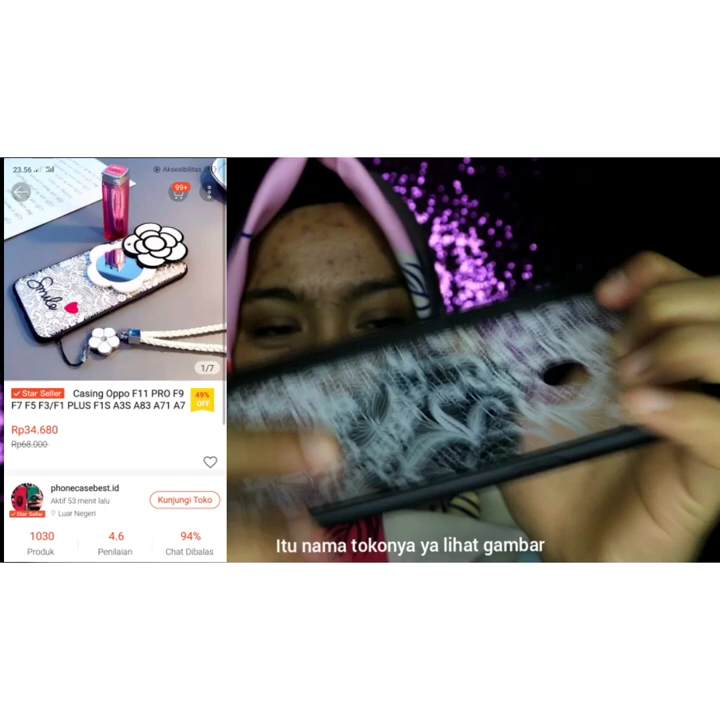 23.56
Aksesibilitas
99+
Smile
1/7
Star Seller Casing Oppo F11 PRO F9
F7 F5 F3/F1 PLUS F1S A3S A83 A71 A7
49%
OFF
Rp34.680
Rp68.000
phonecasebest.id
Aktif 53 menit lalu
Star Seller
Luar Negeri
Kunjungi Toko
1030 4.6 94%
Produk Penilaian Chat Dibalas
Itu nama tokonya ya lihat gambar